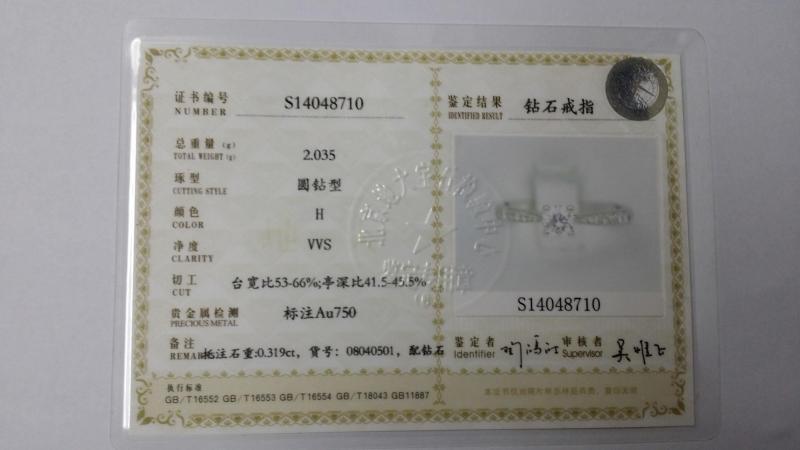 证书编号 S14048710
NUMBER
总重量 (g) 2.035
TOTAL WEIGHT(g)
琢型 圆钻型
CUTTING STYLE
颜色 H
COLOR
净度 VVS
CLARITY
切工 台宽比53-66%;亭深比41.5-45.5%
CUT
贵金属检测 标注Au750
PRECIOUS METAL
备注
REMARK 托注石重:0.319ct, 货号: 08040501, 配钻石
执行标准
GB/T16552 GB/T16553 GB/T16554 GB/T18043 GB11887
鉴定结果 钻石戒指
IDENTIFIED RESULT
S14048710
鉴定者 审核者
Identifier Supervisor